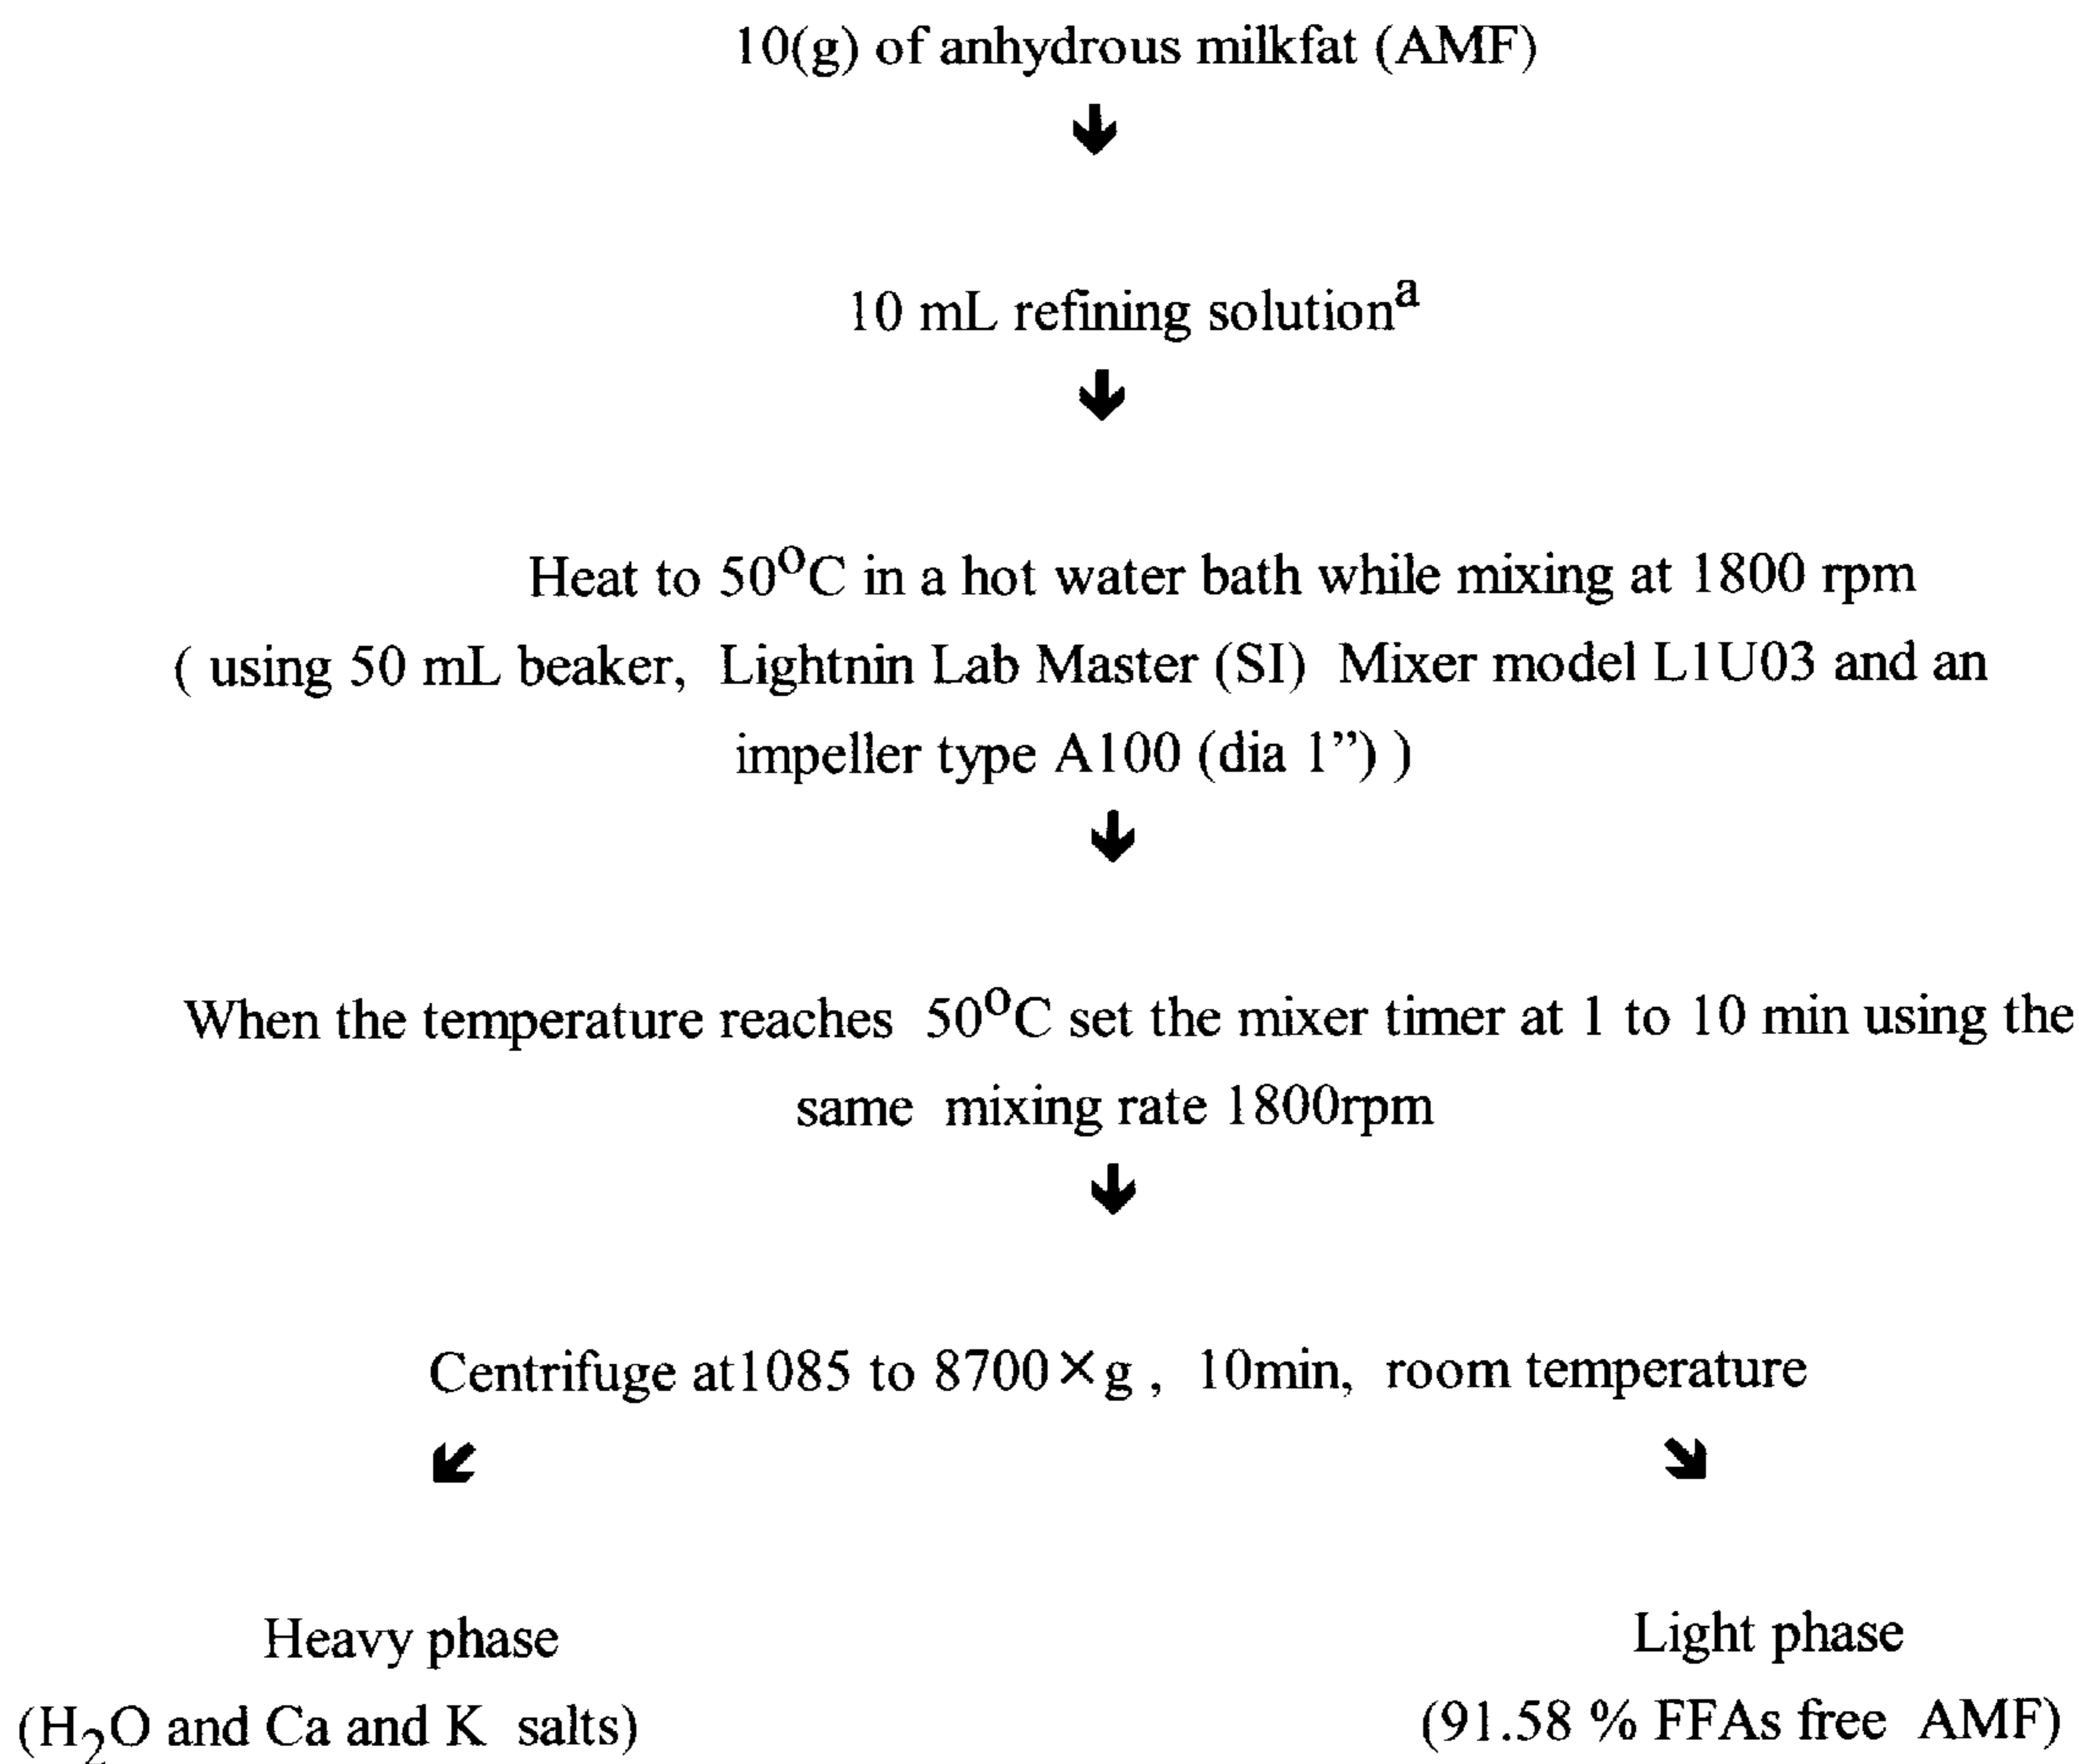 10(g) of anhydrous milkfat (AMF)
10 mL refining solutionᵃ
Heat to 50⁰C in a hot water bath while mixing at 1800 rpm
( using 50 mL beaker, Lightnin Lab Master (SI) Mixer model L1U03 and an
impeller type A100 (dia 1”) )
When the temperature reaches 50⁰C set the mixer timer at 1 to 10 min using the
same mixing rate 1800rpm
Centrifuge at1085 to 8700×g , 10min, room temperature
Heavy phase
(H₂O and Ca and K salts)
Light phase
(91.58 % FFAs free AMF)